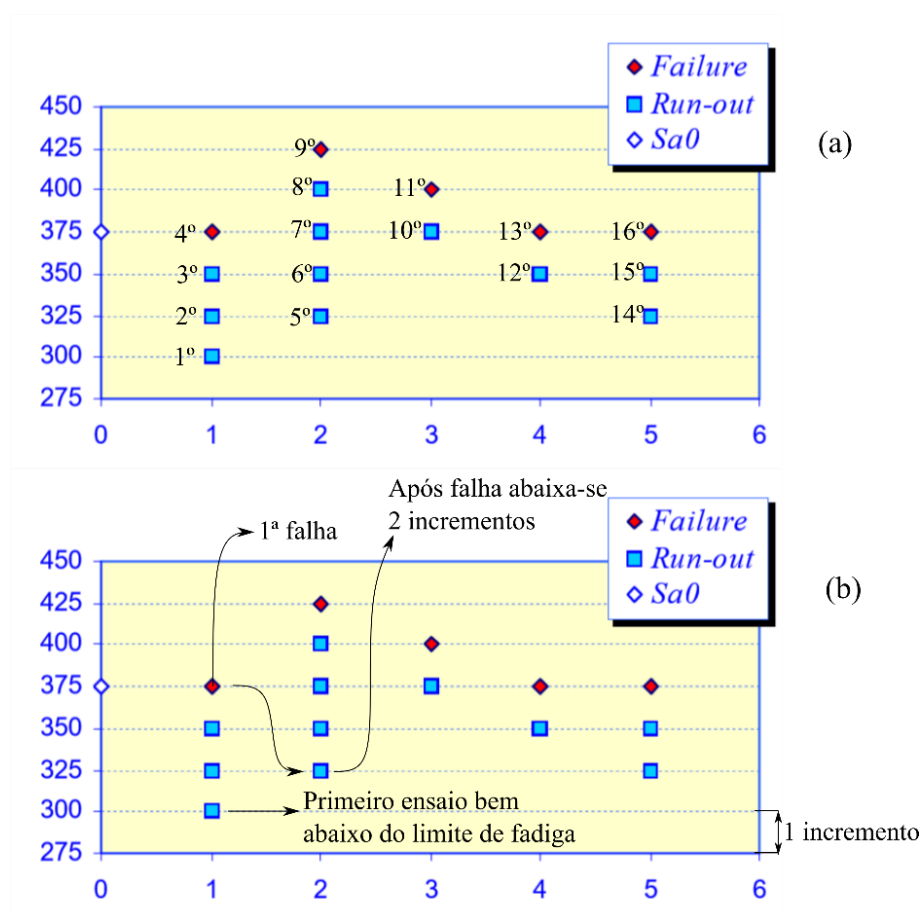 Failure
Run-out
Sa0
(a)
450
425
400
375
350
325
300
275
9º
8º
11º
4º
7º
10º
13º
16º
3º
6º
12º
15º
2º
5º
14º
1º
0 1 2 3 4 5 6
Após falha abaixa-se
2 incrementos
1ª falha
Failure
Run-out
Sa0
(b)
450
425
400
375
350
325
300
275
Primeiro ensaio bem
abaixo do limite de fadiga
1 incremento
0 1 2 3 4 5 6